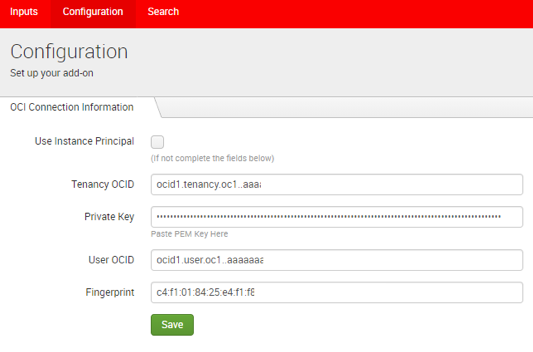 Inputs Configuration Search
Configuration
Set up your add-on
OCI Connection Information
Use Instance Principal
(If not complete the fields below)
Tenancy OCID ocid1.tenancy.oc1..aaaa
Private Key
Paste PEM Key Here
User OCID ocid1.user.oc1..aaaaaaa
Fingerprint c4:f1:01:84:25:e4:f1:f8
Save